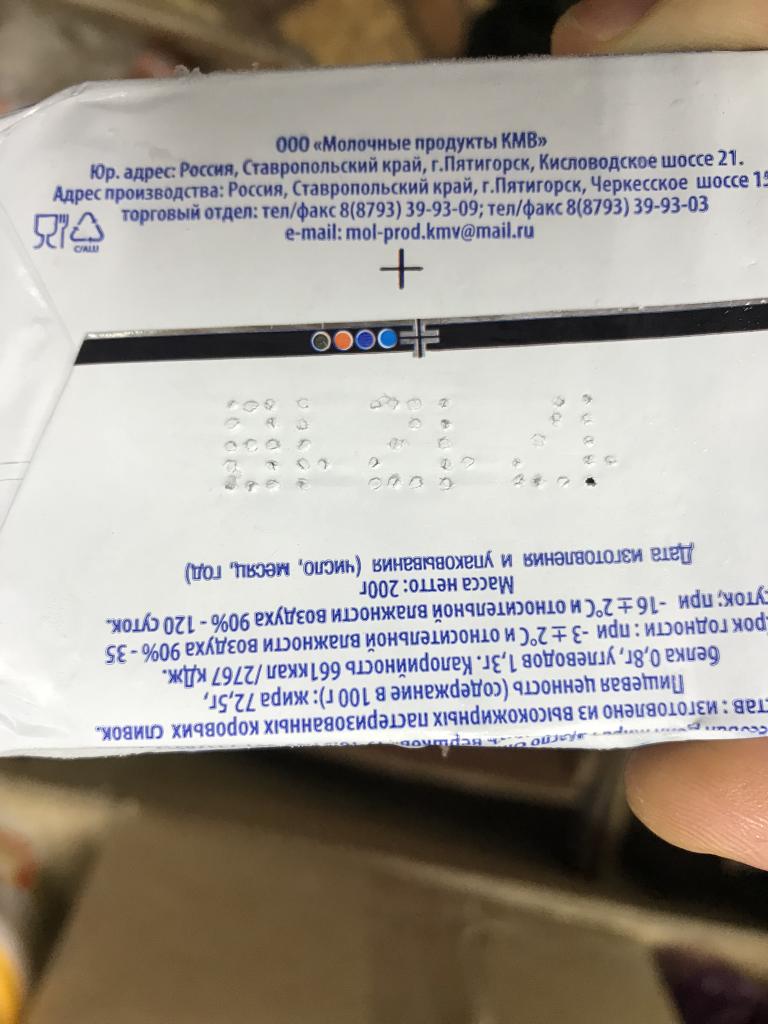 ООО «Молочные продукты КМВ»
Юр. адрес: Россия, Ставропольский край, г.Пятигорск, Кисловодское шоссе 21.
Адрес производства: Россия, Ставропольский край, г.Пятигорск, Черкесское шоссе
торговый отдел: тел/факс 8(8793) 39-93-09; тел/факс 8(8793) 39-93-03
e-mail: mol-prod.kmv@mail.ru
C/ALU
: изготовлено из высокожирных пастеризованных коровьих сливок.
Пищевая ценность (содержание в 100 г): жира 72,5г,
белка 0,8г, углеводов 1,3г. Калорийность 661ккал /2767 кДж.
годности : при -3 ± 2°С и относительной влажности воздуха 90% - 35
суток; при -16 ± 2°С и относительной влажности воздуха 90% - 120 суток.
Масса нетто: 200г
Дата изготовления и упаковывания (число, месяц, год)